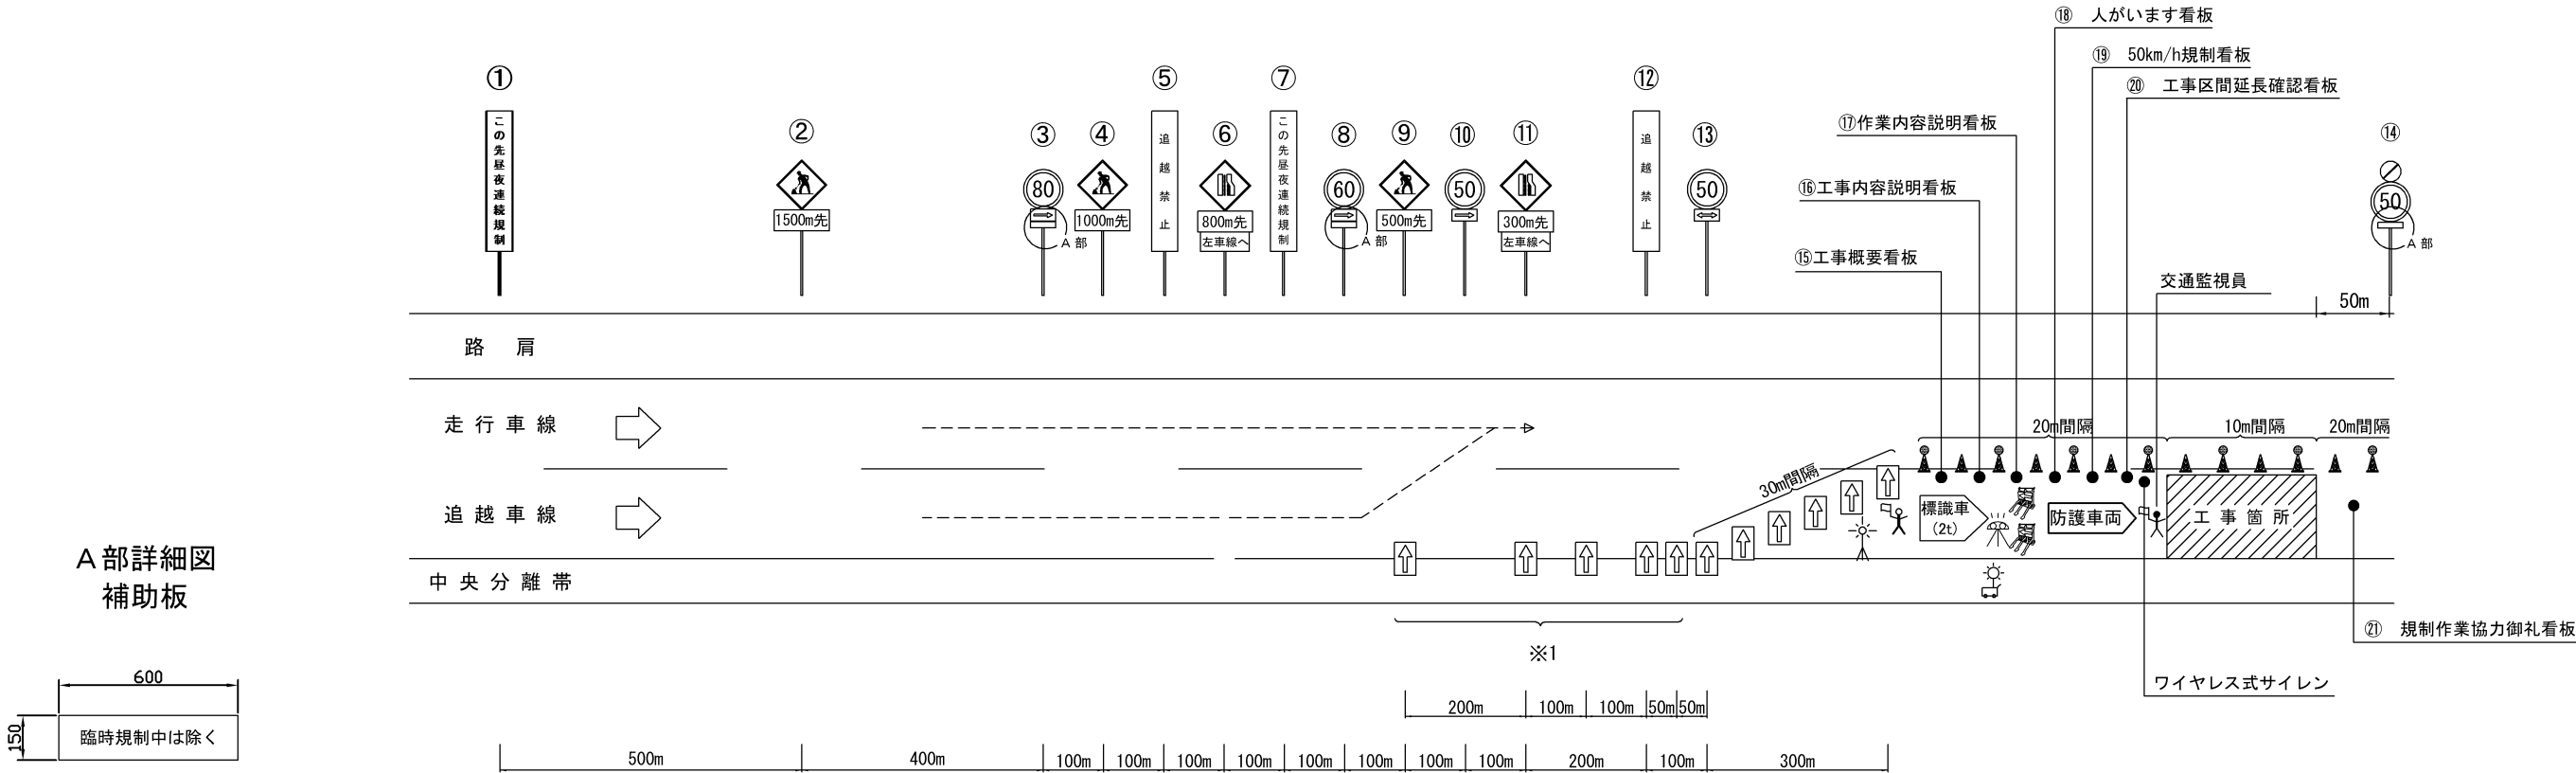 ⑱ 人がいます看板
⑲ 50km/h規制看板
⑳ 工事区間延長確認看板
⑰作業内容説明看板
⑯工事内容説明看板
⑮工事概要看板
交通監視員
①
この先昼夜連続規制
②
1500m先
③
80
A 部
④
1000m先
⑤
追越禁止
⑥
800m先
左車線へ
⑦
この先昼夜連続規制
⑧
60
A 部
⑨
500m先
⑩
50
⑪
300m先
左車線へ
⑫
追越禁止
⑬
50
⑭
50
A 部
50m
路 肩
走行車線
追越車線
中央分離帯
30m間隔
20m間隔
10m間隔
20m間隔
標識車
(2t)
防護車両
工事箇所
㉑ 規制作業協力御礼看板
ワイヤレス式サイレン
※1
200m 100m 100m 50m 50m
500m 400m 100m 100m 100m 100m 100m 100m 100m 100m 200m 100m 300m
A部詳細図
補助板
600
150
臨時規制中は除く